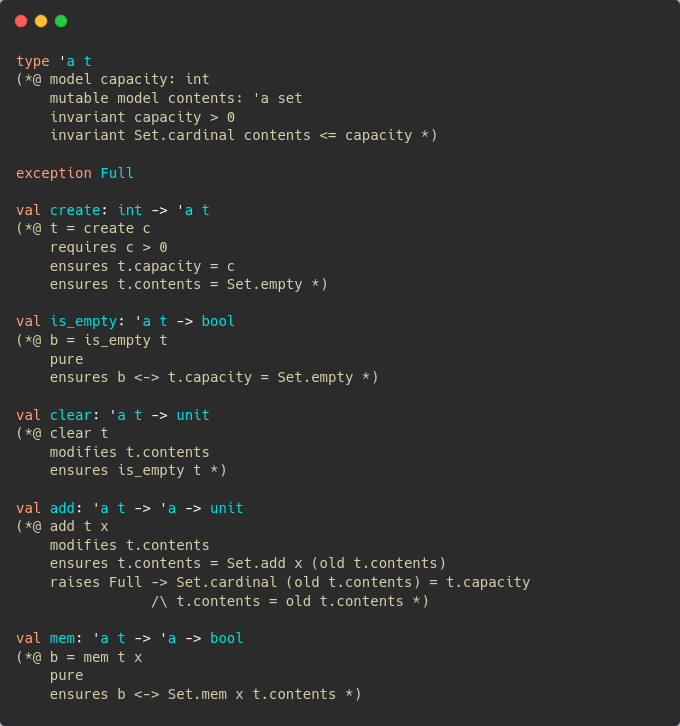 type 'a t
(*@ model capacity: int
    mutable model contents: 'a set
    invariant capacity > 0
    invariant Set.cardinal contents <= capacity *)

exception Full

val create: int -> 'a t
(*@ t = create c
    requires c > 0
    ensures t.capacity = c
    ensures t.contents = Set.empty *)

val is_empty: 'a t -> bool
(*@ b = is_empty t
    pure
    ensures b <-> t.capacity = Set.empty *)

val clear: 'a t -> unit
(*@ clear t
    modifies t.contents
    ensures is_empty t *)

val add: 'a t -> 'a -> unit
(*@ add t x
    modifies t.contents
    ensures t.contents = Set.add x (old t.contents)
    raises Full -> Set.cardinal (old t.contents) = t.capacity
                /\ t.contents = old t.contents *)

val mem: 'a t -> 'a -> bool
(*@ b = mem t x
    pure
    ensures b <-> Set.mem x t.contents *)